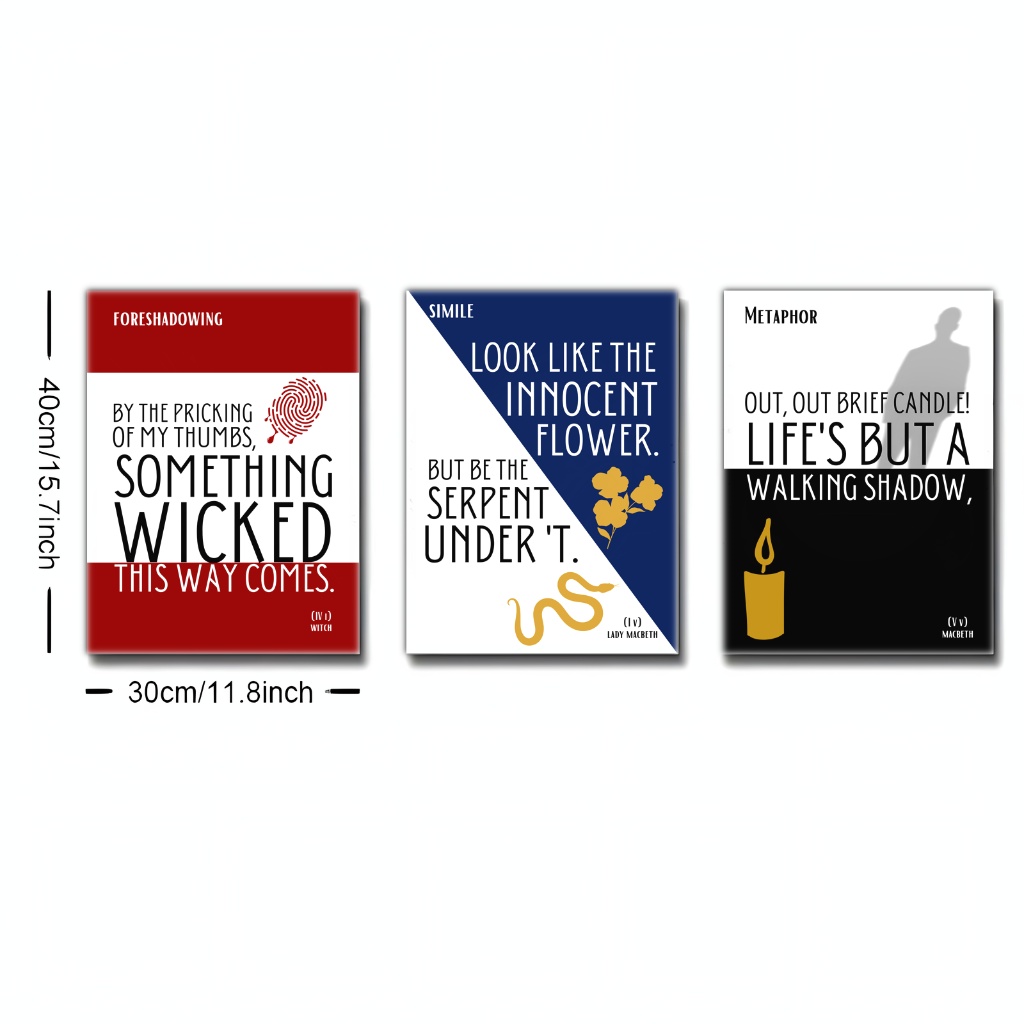 FORESHADOWING
BY THE PRICKING
OF MY THUMBS,
SOMETHING
WICKED
THIS WAY COMES.
(IV I)
WITCH
SIMILE
LOOK LIKE THE
INNOCENT
FLOWER.
BUT BE THE
SERPENT
UNDER 'T.
(I V)
LADY MACBETH
METAPHOR
OUT, OUT BRIEF CANDLE!
LIFE'S BUT A
WALKING SHADOW,
(V V)
MACBETH
40cm/15.7inch
30cm/11.8inch